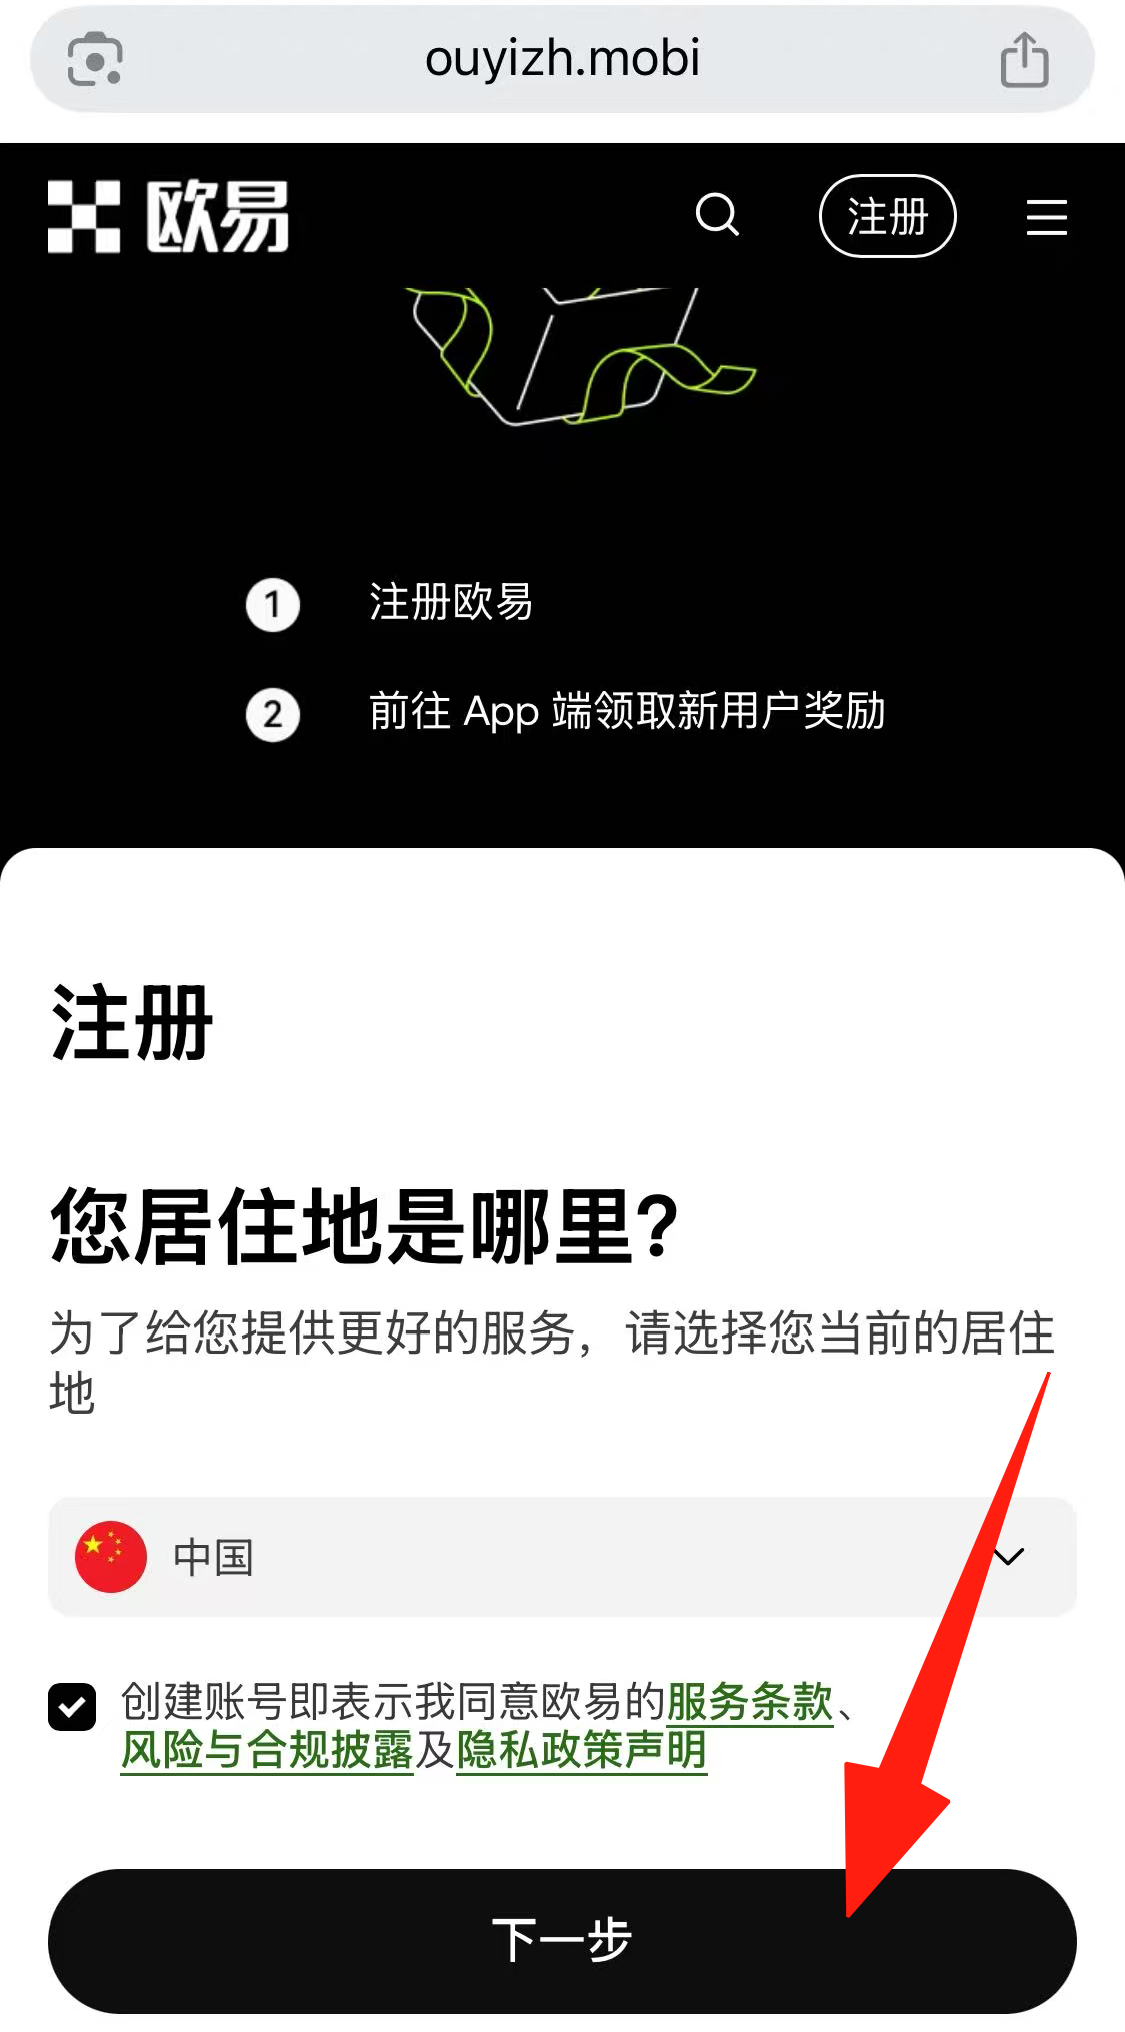 ouyizh.mobi
欧易
注册
1 注册欧易
2 前往 App 端领取新用户奖励
注册
您居住地是哪里?
为了给您提供更好的服务，请选择您当前的居住
地
中国
创建账号即表示我同意欧易的服务条款、
风险与合规披露及隐私政策声明
下一步